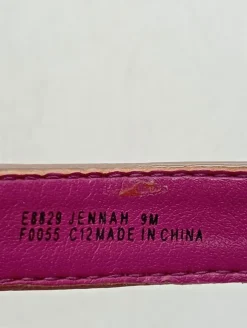 E8829 JENNAH 9M
F0055 C12MADE IN CHINA